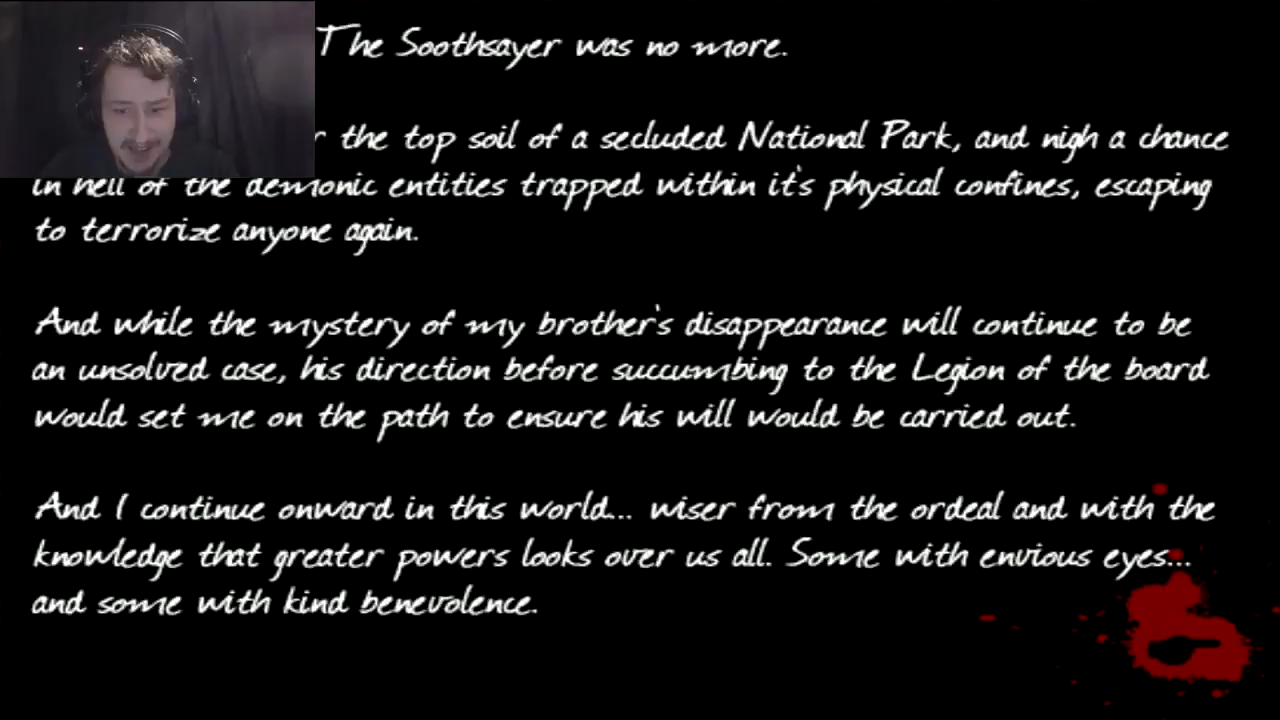 The Soothsayer was no more.
the top soil of a secluded National Park, and nigh a chance
in hell of the demonic entities trapped within it's physical confines, escaping
to terrorize anyone again.
And while the mystery of my brother's disappearance will continue to be
an unsolved case, his direction before succumbing to the Legion of the board
would set me on the path to ensure his will would be carried out.
And I continue onward in this world... wiser from the ordeal and with the
knowledge that greater powers looks over us all. Some with envious eyes...
and some with kind benevolence.